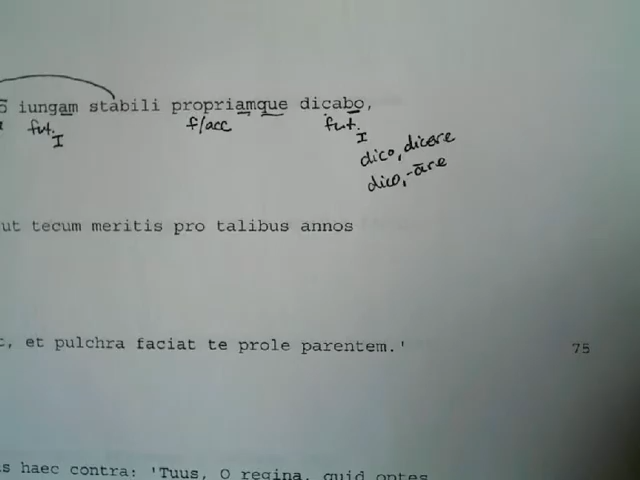 iungam stabili propriamque dicabo,
fut. f/acc fut.
I I
dico, dicere
dico, -āre
ut tecum meritis pro talibus annos
et pulchra faciat te prole parentem.' 75
haec contra: 'Tuus, O regina, quid optes